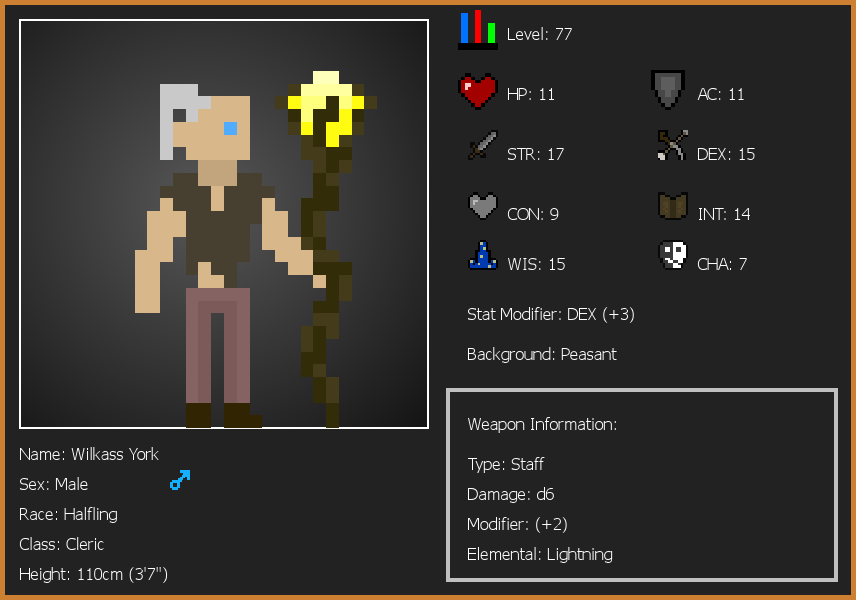 Level: 77
HP: 11
AC: 11
STR: 17
DEX: 15
CON: 9
INT: 14
WIS: 15
CHA: 7
Stat Modifier: DEX (+3)
Background: Peasant
Weapon Information:
Type: Staff
Damage: d6
Modifier: (+2)
Elemental: Lightning
Name: Wilkass York
Sex: Male
Race: Halfling
Class: Cleric
Height: 110cm (3'7")